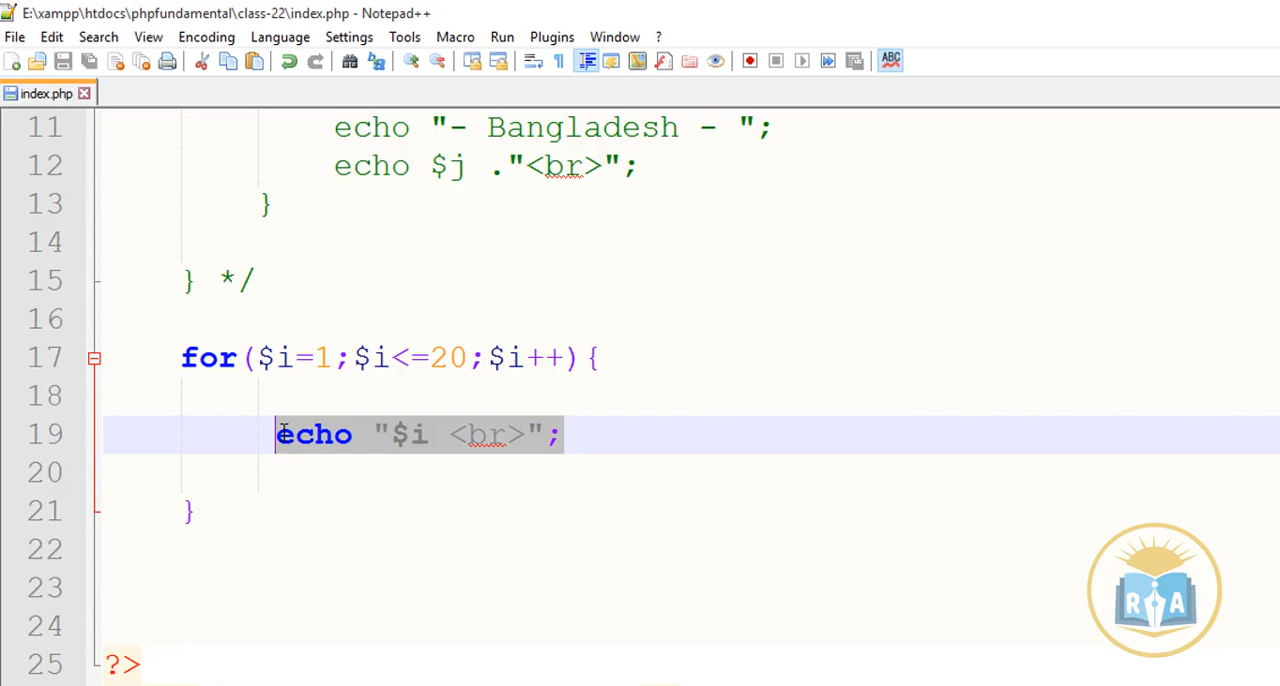 E:\xampp\htdocs\phpfundamental\class-22\index.php - Notepad++
File Edit Search View Encoding Language Settings Tools Macro Run Plugins Window ?
ABC
index.php
11 echo "- Bangladesh - ";
12 echo $j ."<br>";
13 }
14
15 } */
16
17 for($i=1;$i<=20;$i++){
18
19 echo "$i <br>";
20
21 }
22
23
24
25 ?>
R A